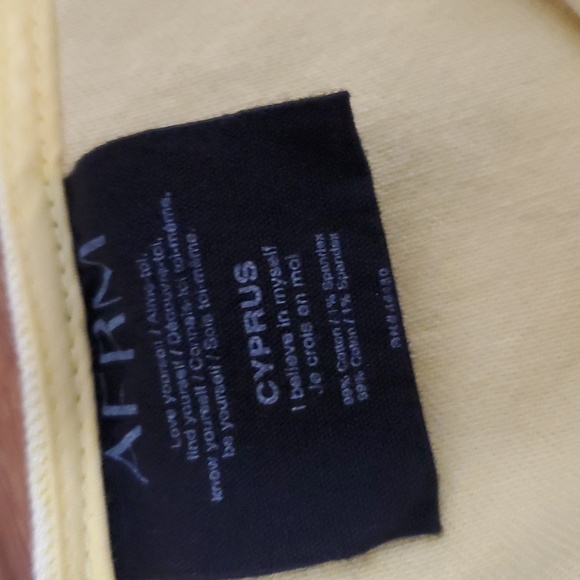 AFRM
Love yourself / Aime-toi,
find yourself / Découvre-toi,
know yourself / Connais-toi toi-même,
be yourself / Sois toi-même.
CYPRUS
I believe in myself
Je crois en moi
99% Cotton / 1% Spandex
99% Coton / 1% Spandex